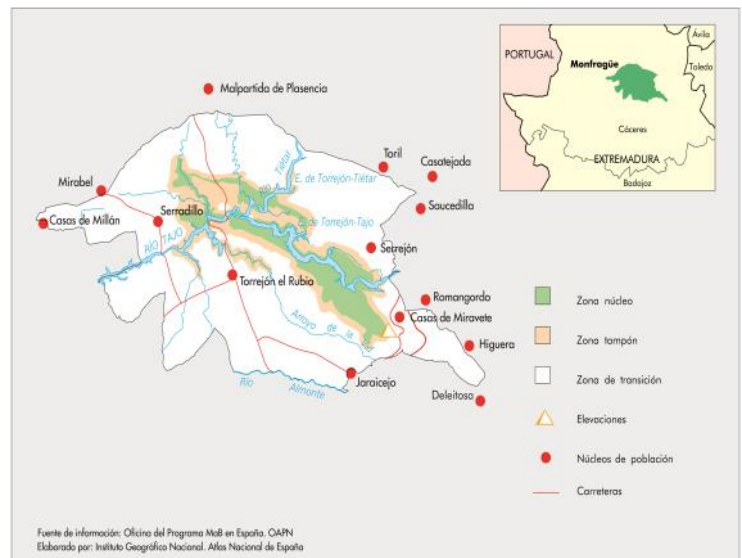 Malpartida de Plasencia
Mirabel
Casas de Millán
Serradillo
RÍO TAJO
Río Tiétar
E. de Torrejón-Tiétar
E. de Torrejón-Tajo
Toril
Casatejada
Saucedilla
Serrejón
Torrejón el Rubio
Romangordo
Casas de Miravete
Higuera
Arroyo de la Vid
Jaraicejo
Río Almonte
Deleitosa
PORTUGAL
Ávila
Toledo
Monfragüe
Cáceres
EXTREMADURA
Badajoz
Zona núcleo
Zona tampón
Zona de transición
Elevaciones
Núcleos de población
Carreteras
Fuente de información: Oficina del Programa MaB en España. OAPN
Elaborado por: Instituto Geográfico Nacional. Atlas Nacional de España